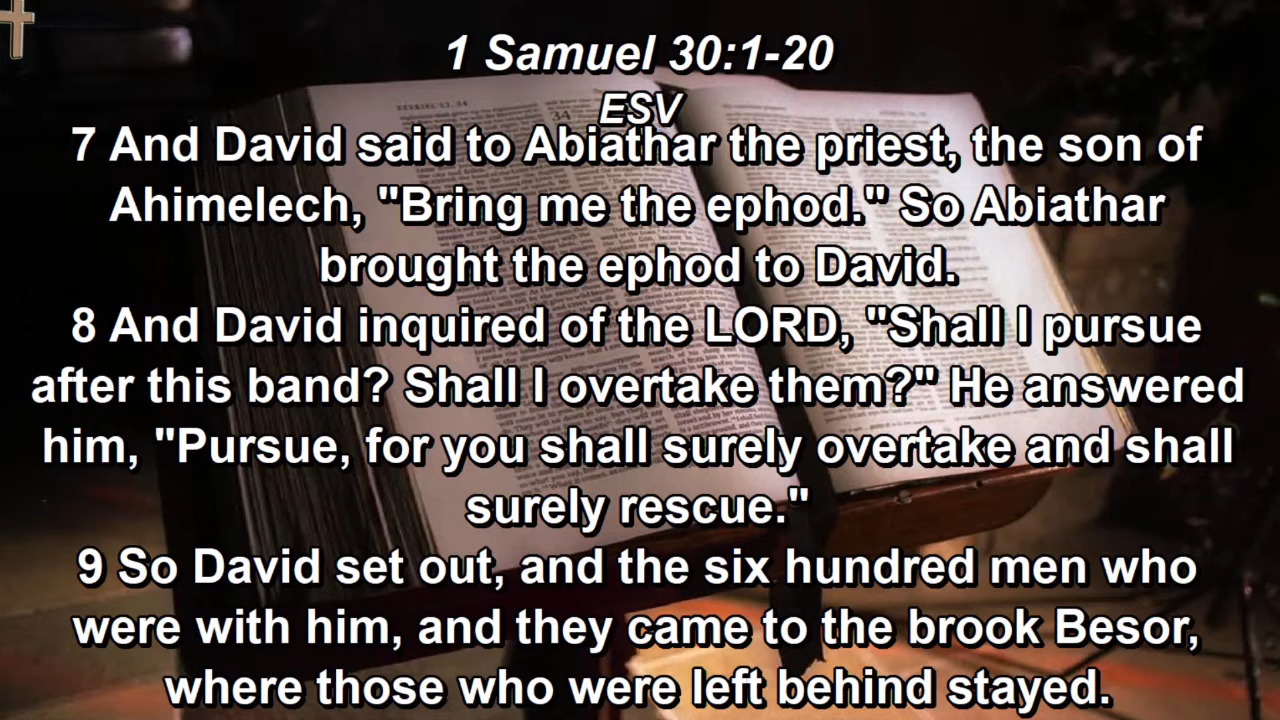 1 Samuel 30:1-20
ESV
7 And David said to Abiathar the priest, the son of
Ahimelech, "Bring me the ephod." So Abiathar
brought the ephod to David.
8 And David inquired of the LORD, "Shall I pursue
after this band? Shall I overtake them?" He answered
him, "Pursue, for you shall surely overtake and shall
surely rescue."
9 So David set out, and the six hundred men who
were with him, and they came to the brook Besor,
where those who were left behind stayed.